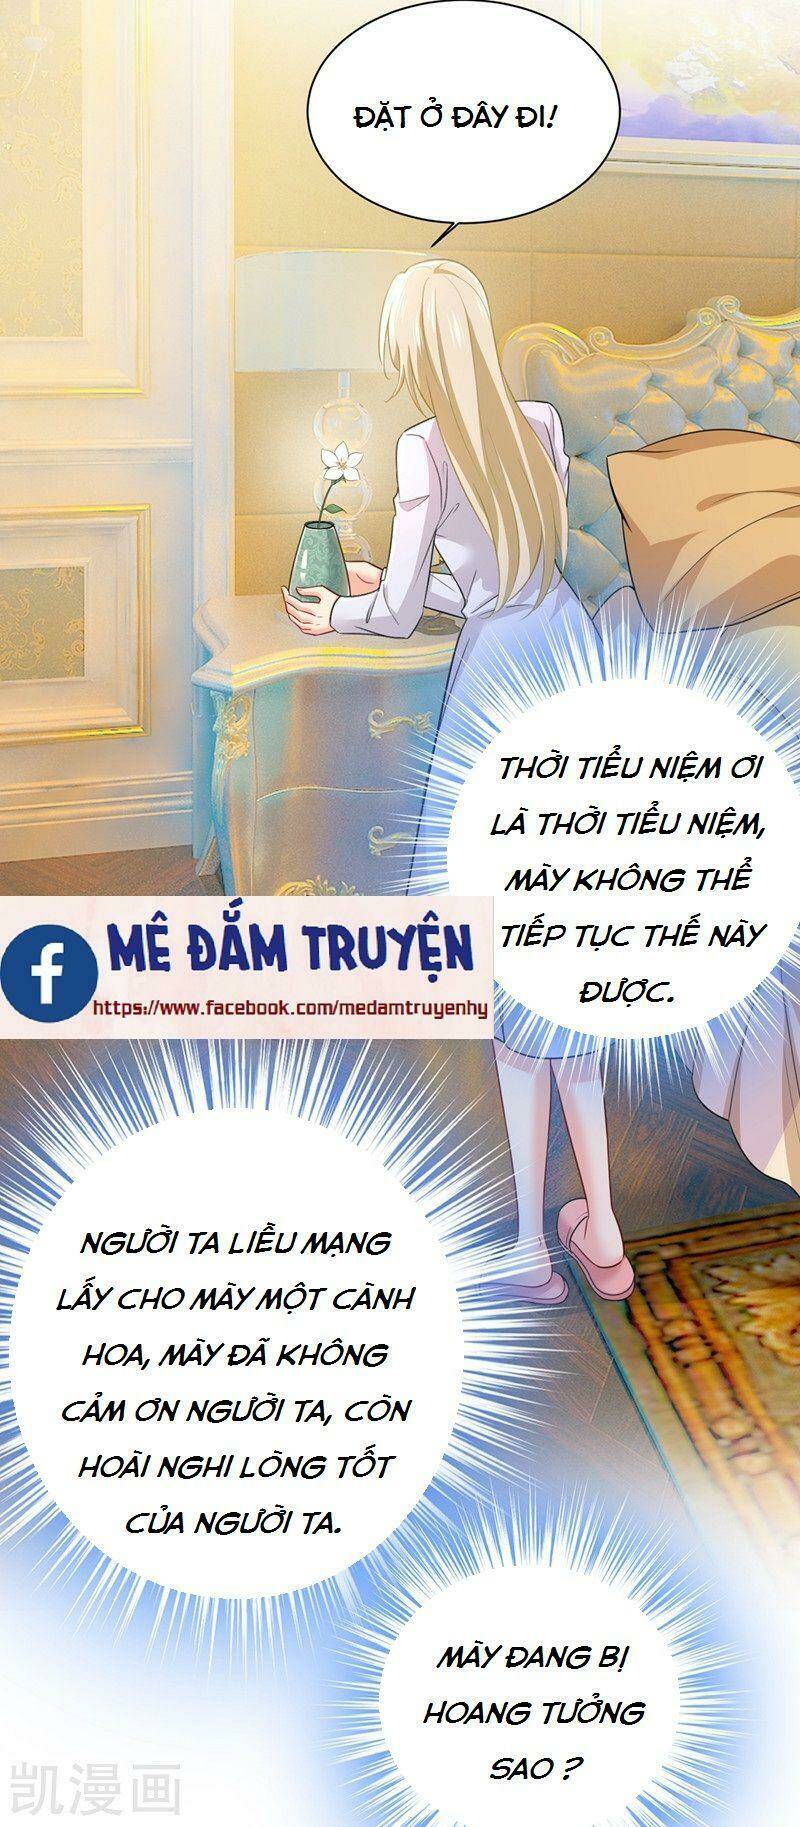 ĐẶT Ở ĐÂY ĐI!
THỜI TIỂU NIỆM ƠI
LÀ THỜI TIỂU NIỆM,
MÀY KHÔNG THỂ
TIẾP TỤC THẾ NÀY
ĐƯỢC.
MÊ ĐẮM TRUYỆN
https://www.facebook.com/medamtruyenhy
NGƯỜI TA LIỀU MẠNG
LẤY CHO MÀY MỘT CÀNH
HOA, MÀY ĐÃ KHÔNG
CẢM ƠN NGƯỜI TA, CÒN
HOÀI NGHI LÒNG TỐT
CỦA NGƯỜI TA.
MÀY ĐANG BỊ
HOANG TƯỞNG
SAO ?
凯漫画